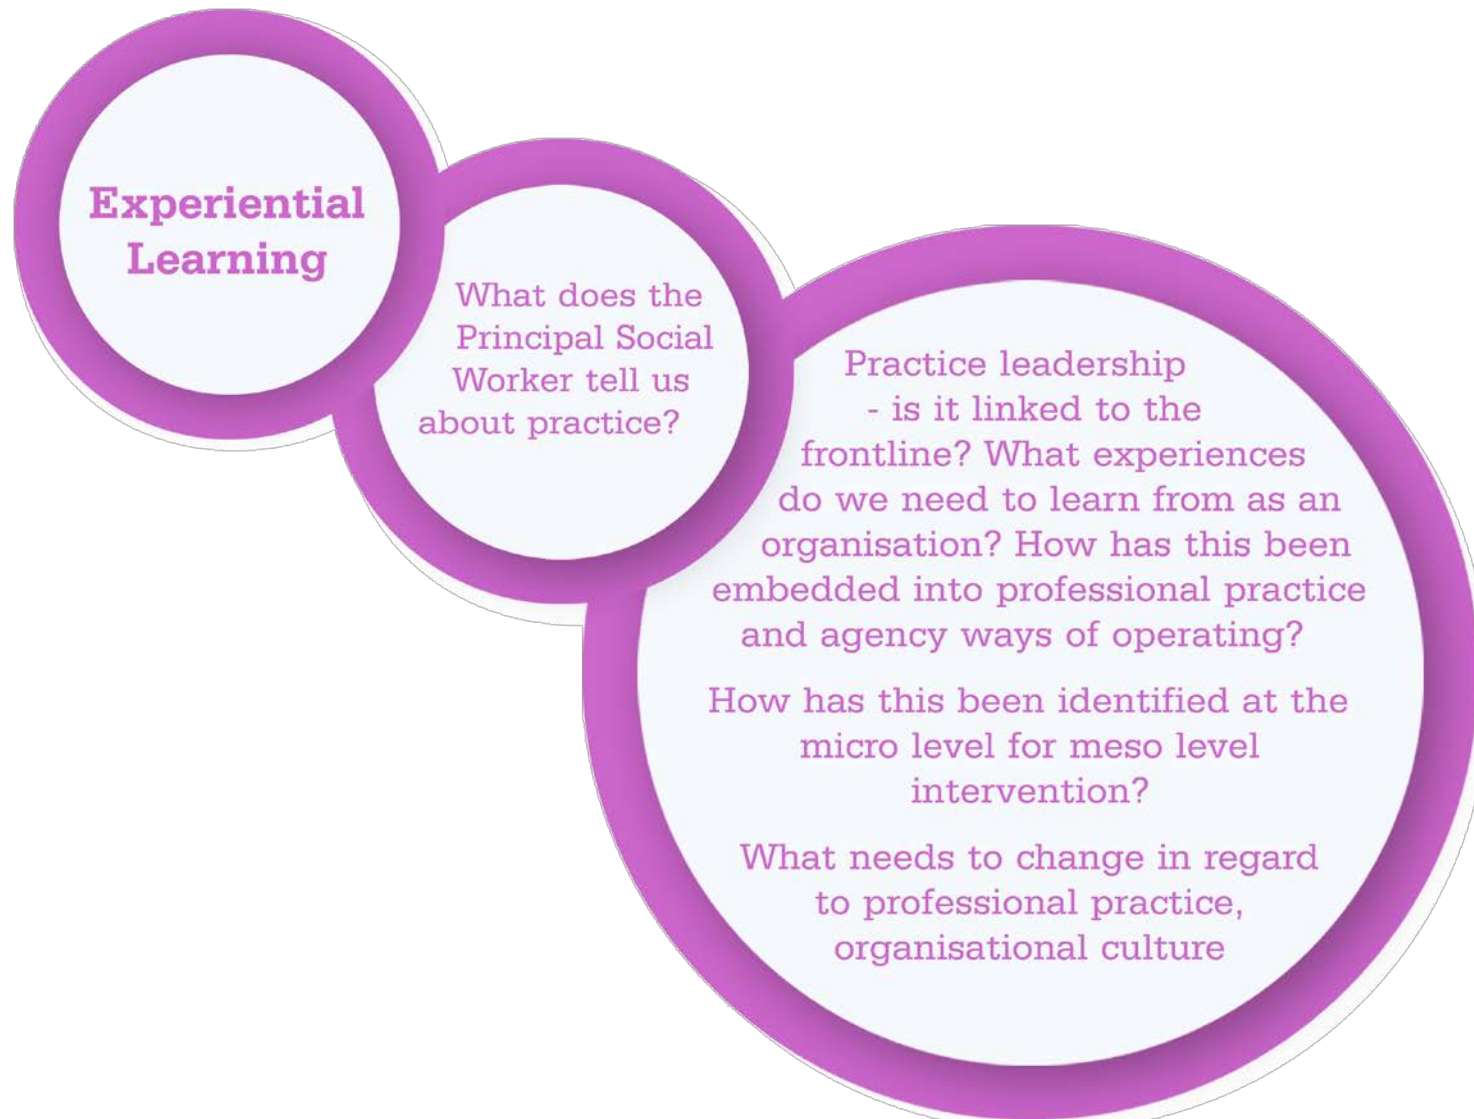 Experiential
Learning
What does the
Principal Social
Worker tell us
about practice?
Practice leadership
- is it linked to the
frontline? What experiences
do we need to learn from as an
organisation? How has this been
embedded into professional practice
and agency ways of operating?
How has this been identified at the
micro level for meso level
intervention?
What needs to change in regard
to professional practice,
organisational culture